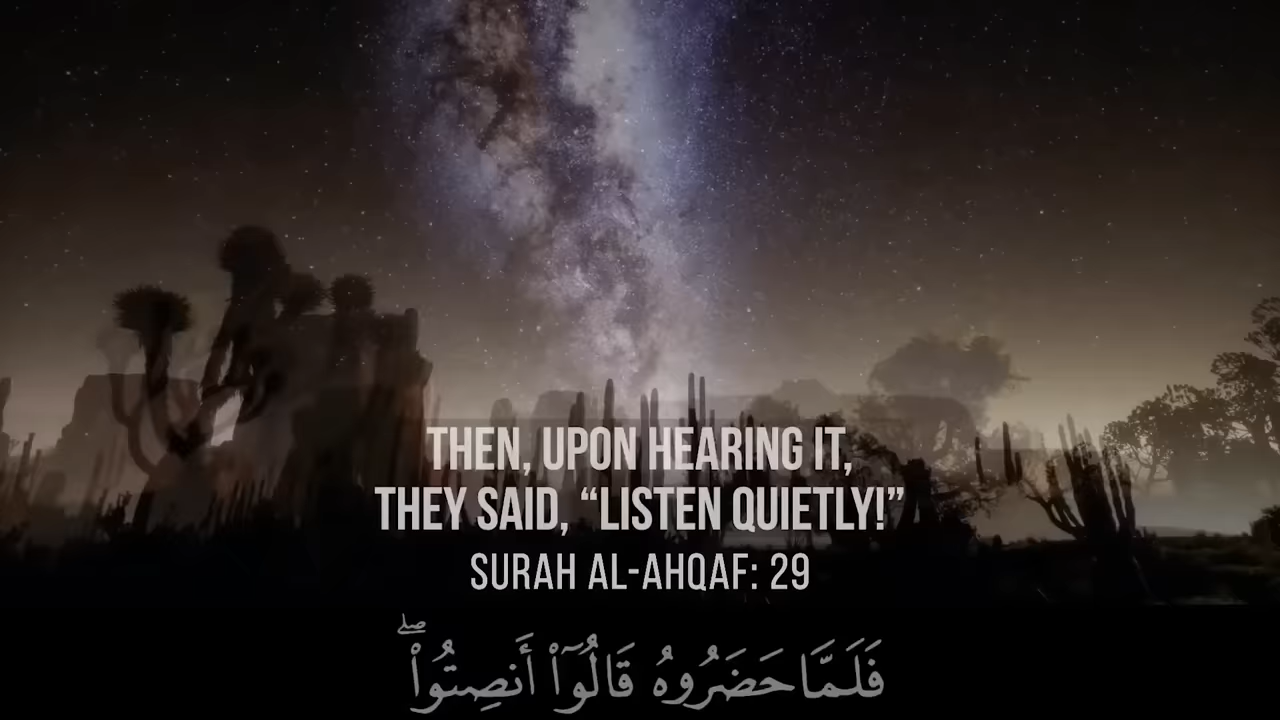 THEN, UPON HEARING IT,
THEY SAID, “LISTEN QUIETLY!”
SURAH AL-AHQAF: 29
فَلَمَّا حَضَرُوهُ قَالُوٓا۟ أَنصِتُوا۟ ۖ